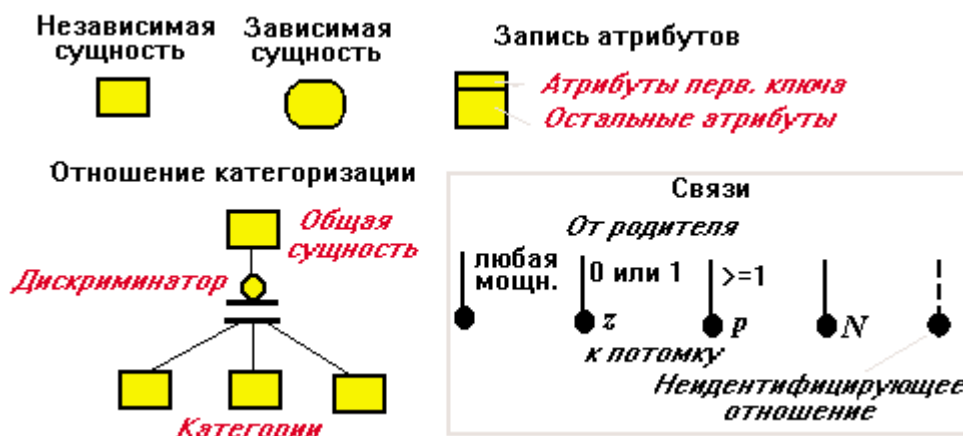 Независимая
сущность
Зависимая
сущность
Запись атрибутов
Атрибуты перв. ключа
Остальные атрибуты
Отношение категоризации
Общая
сущность
Дискриминатор
Категории
Связи
От родителя
любая
мощн.
0 или 1
>=1
z
p
N
к потомку
Неидентифицирующее
отношение